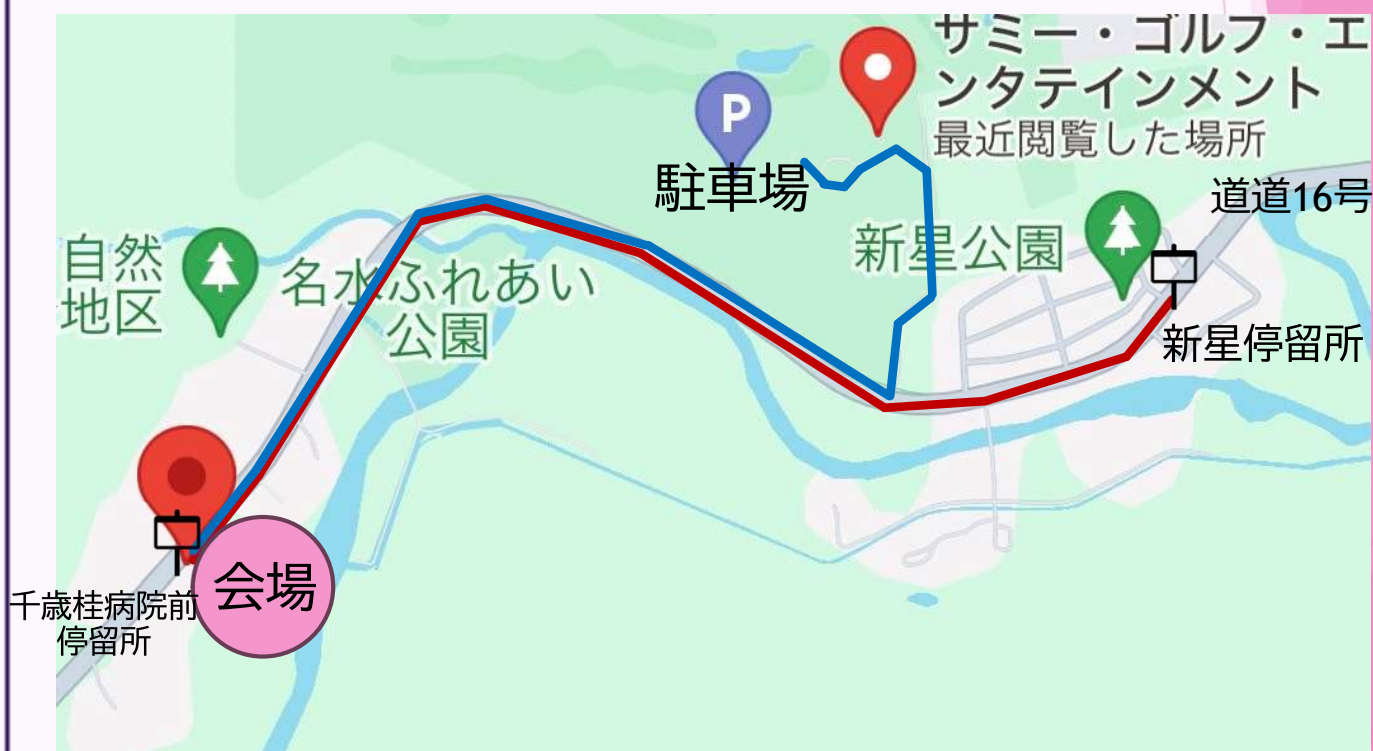 サミー・ゴルフ・エ
ンタテインメント
最近閲覧した場所
P
駐車場
道道16号
新星公園
自然
地区
名水ふれあい
公園
新星停留所
会場
千歳桂病院前
停留所